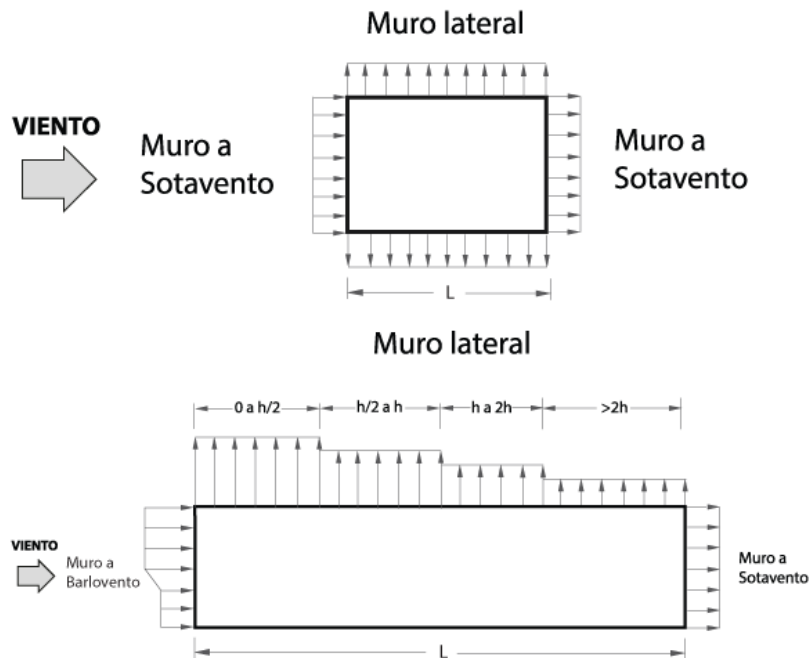 Muro lateral
VIENTO
Muro a
Sotavento
Muro a
Sotavento
L
Muro lateral
0 a h/2
h/2 a h
h a 2h
>2h
VIENTO
Muro a
Barlovento
Muro a
Sotavento
L